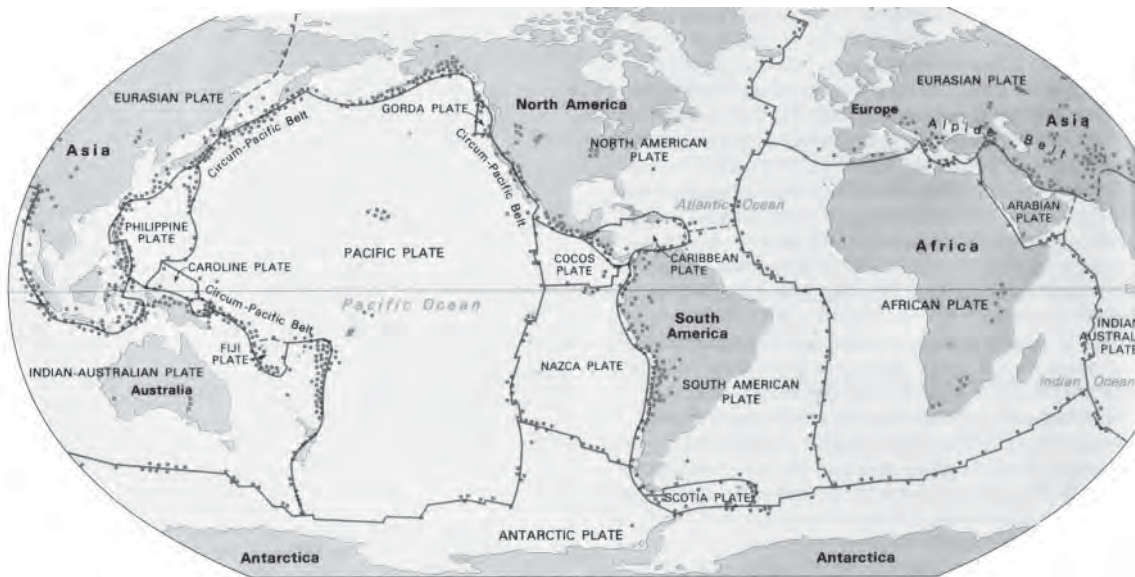 EURASIAN PLATE
Asia
GORDA PLATE
Circum-Pacific Belt
North America
NORTH AMERICAN
PLATE
Circum-Pacific Belt
EURASIAN PLATE
Europe
Asia
Alpide Belt
ARABIAN
PLATE
Atlantic Ocean
PHILIPPINE
PLATE
CAROLINE PLATE
PACIFIC PLATE
COCOS
PLATE
CARIBBEAN
PLATE
Africa
Circum-Pacific Belt
Pacific Ocean
AFRICAN PLATE
South
America
FIJI
PLATE
INDIAN-AUSTRALIAN PLATE
Australia
NAZCA PLATE
SOUTH AMERICAN
PLATE
INDIAN
AUSTRAL
PLATE
Indian Ocean
SCOTIA PLATE
ANTARCTIC PLATE
Antarctica
Antarctica